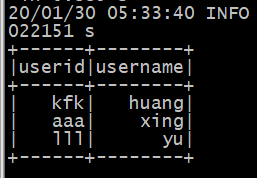 20/01/30 05:33:40 INFO
022151 s
+------+--------+
|userid|username|
+------+--------+
|   kfk|   huang|
|   aaa|    xing|
|   lll|      yu|
+------+--------+